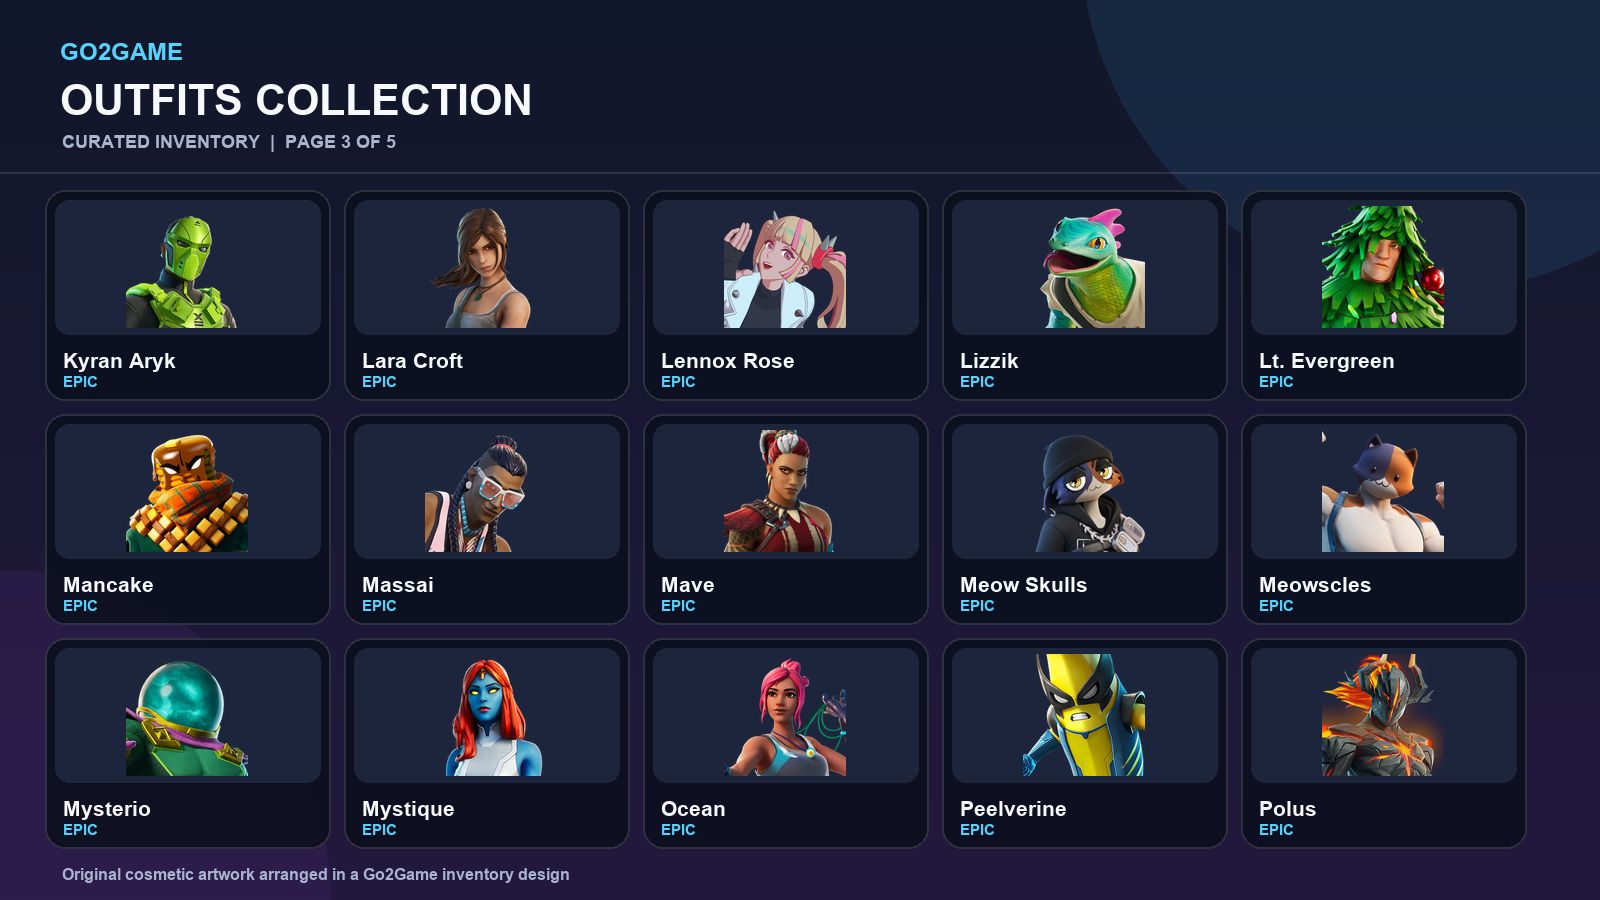 GO2GAME
OUTFITS COLLECTION
CURATED INVENTORY | PAGE 3 OF 5
Kyran Aryk
EPIC
Lara Croft
EPIC
Lennox Rose
EPIC
Lizzik
EPIC
Lt. Evergreen
EPIC
Mancake
EPIC
Massai
EPIC
Mave
EPIC
Meow Skulls
EPIC
Meowscles
EPIC
Mysterio
EPIC
Mystique
EPIC
Ocean
EPIC
Peelverine
EPIC
Polus
EPIC
Original cosmetic artwork arranged in a Go2Game inventory design